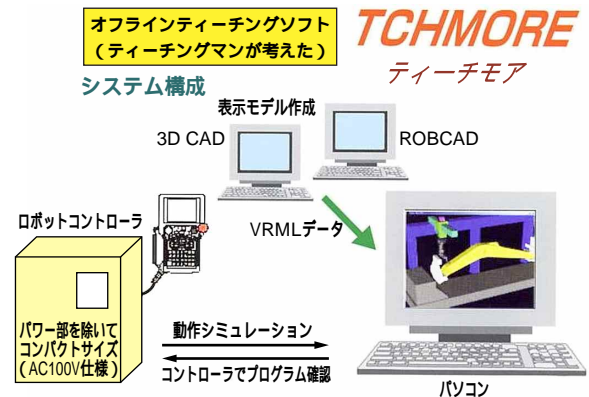 オフラインティーチングソフト
（ティーチングマンが考えた）
TCHMORE
ティーチモア
システム構成
表示モデル作成
3D CAD
ROBCAD
ロボットコントローラ
VRMLデータ
パワー部を除いて
コンパクトサイズ
（AC100V仕様）
動作シミュレーション
コントローラでプログラム確認
パソコン